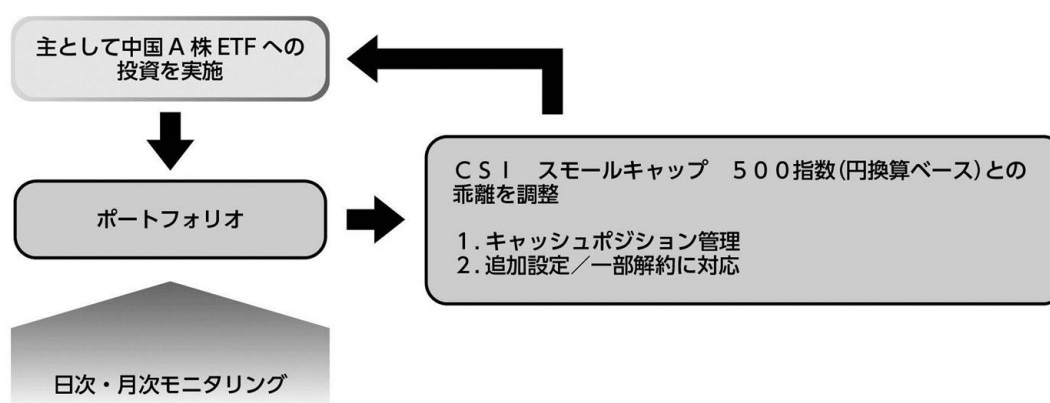 主として中国A株ETFへの
投資を実施
ポートフォリオ
CSI　スモールキャップ　500指数(円換算ベース)との
乖離を調整
1.キャッシュポジション管理
2.追加設定／一部解約に対応
日次・月次モニタリング